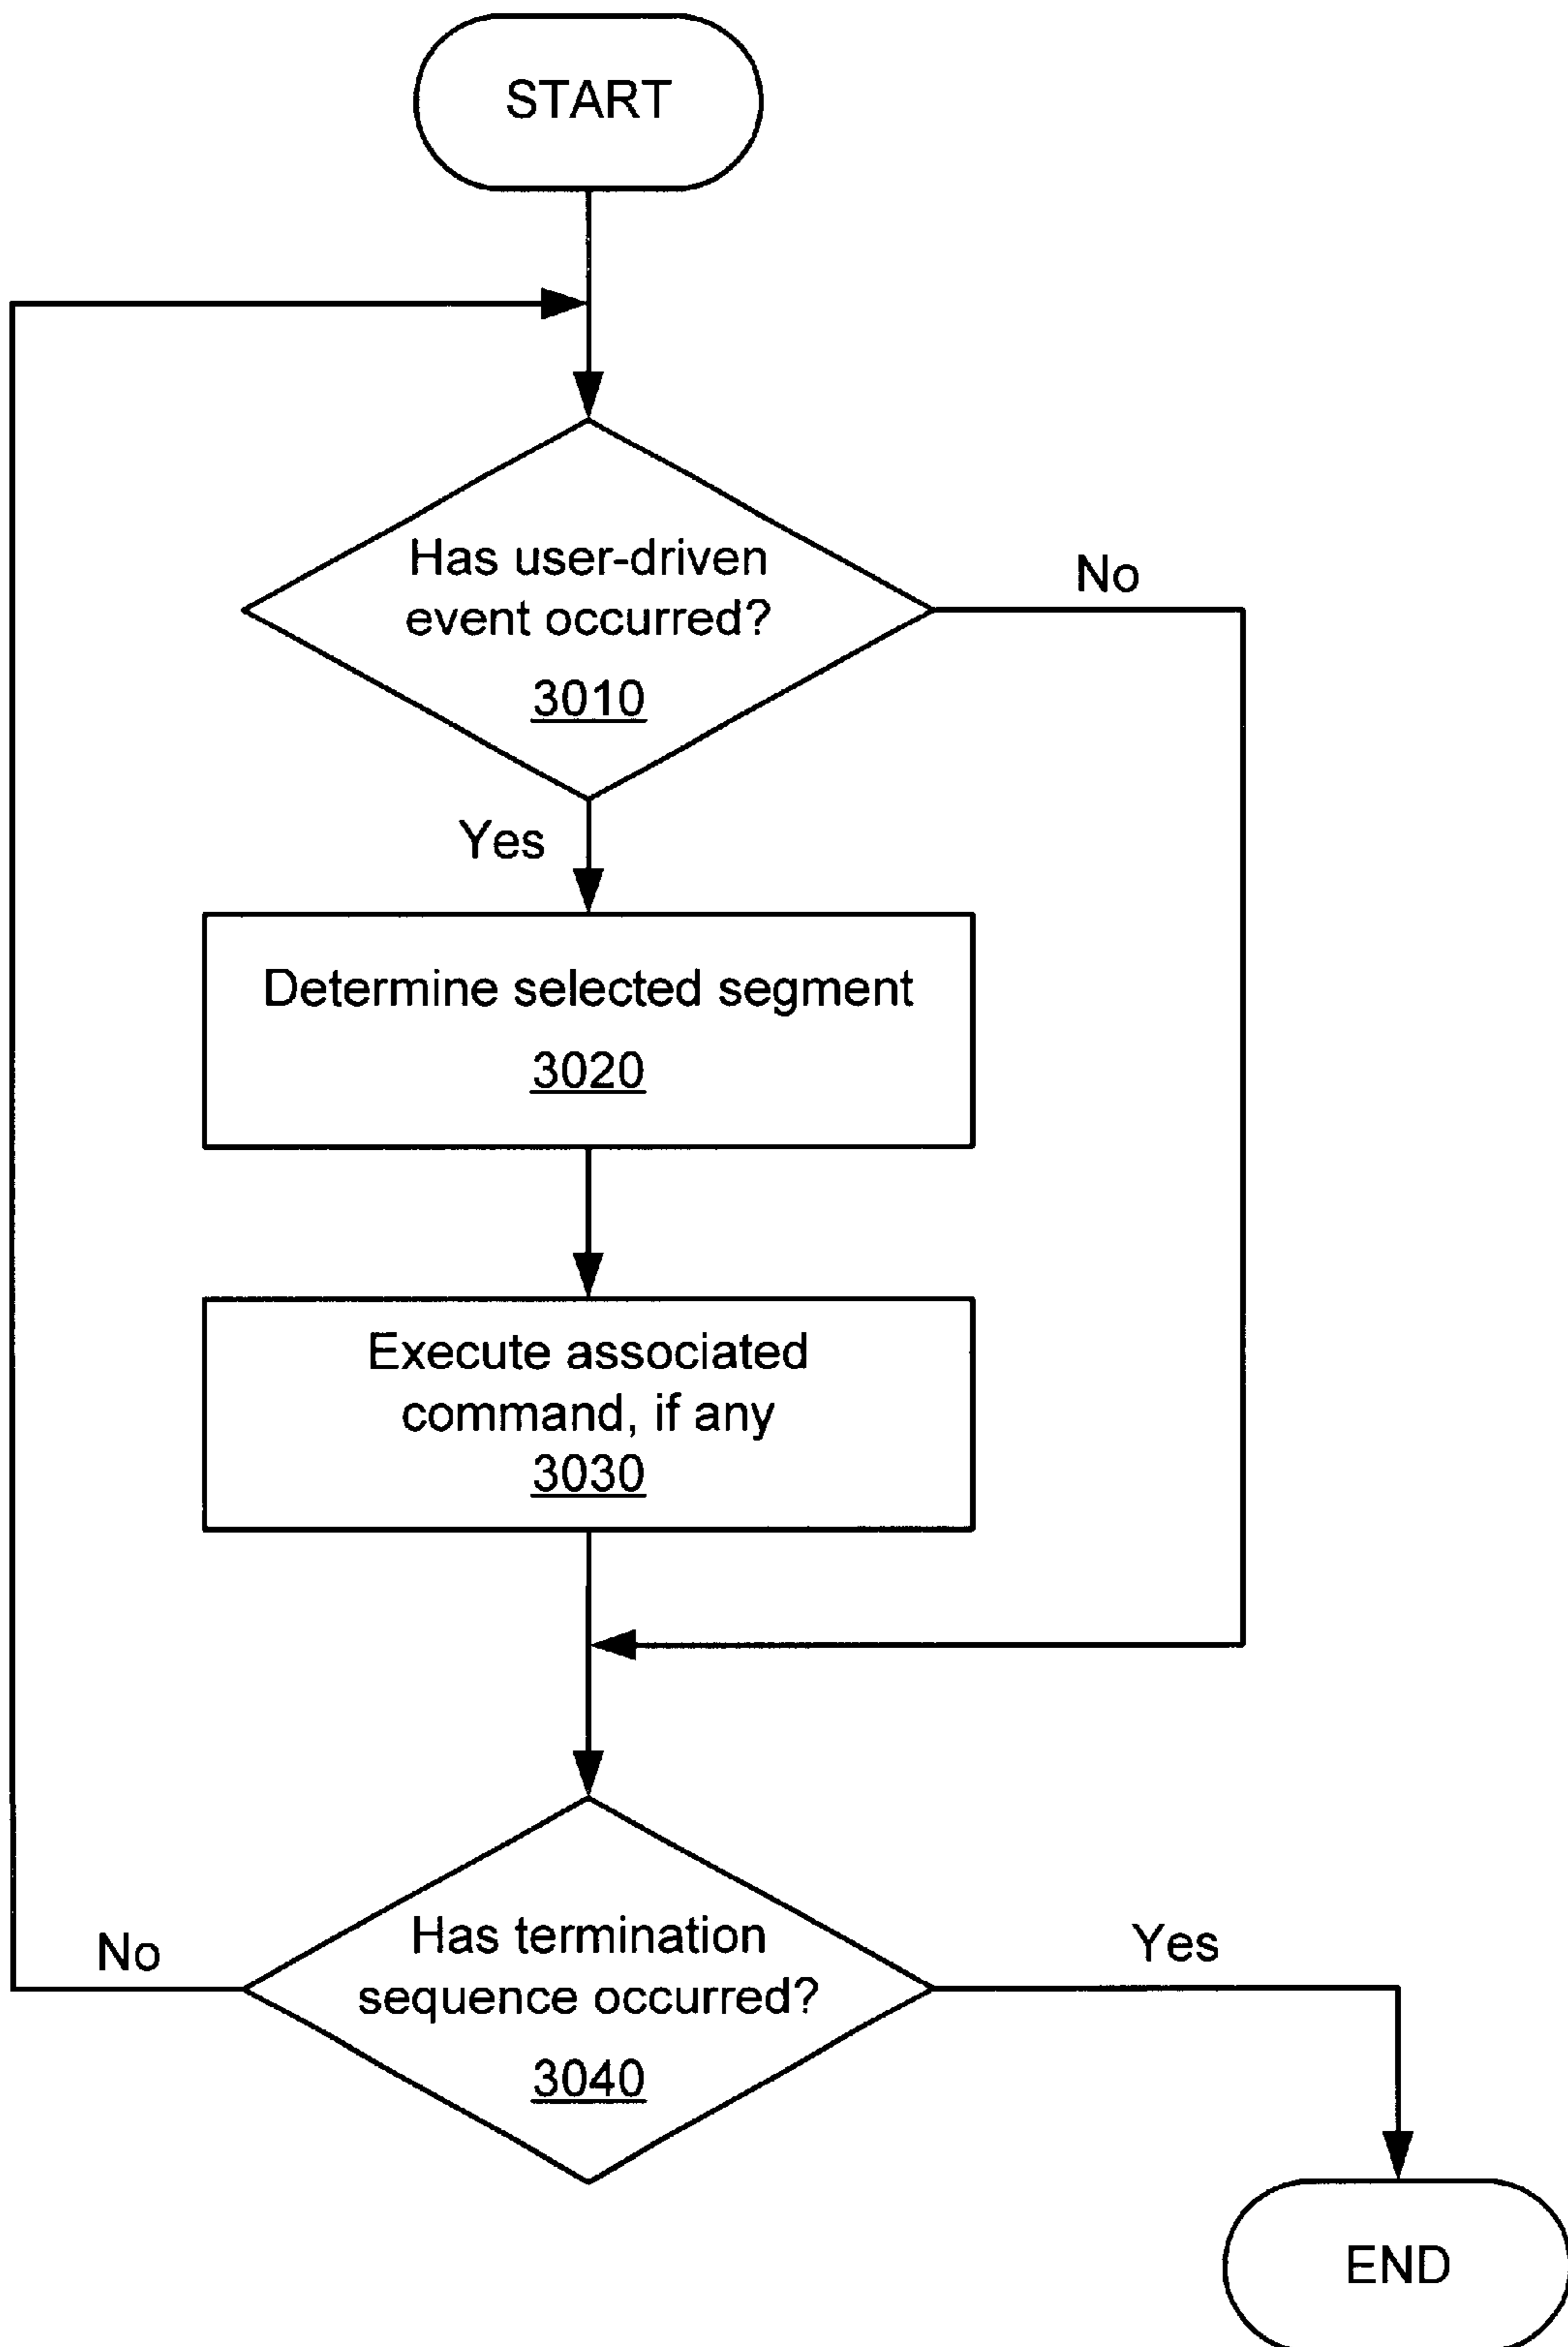 START
Has user-driven
event occurred?
3010
No
Yes
Determine selected segment
3020
Execute associated
command, if any
3030
Has termination
sequence occurred?
3040
No
Yes
END